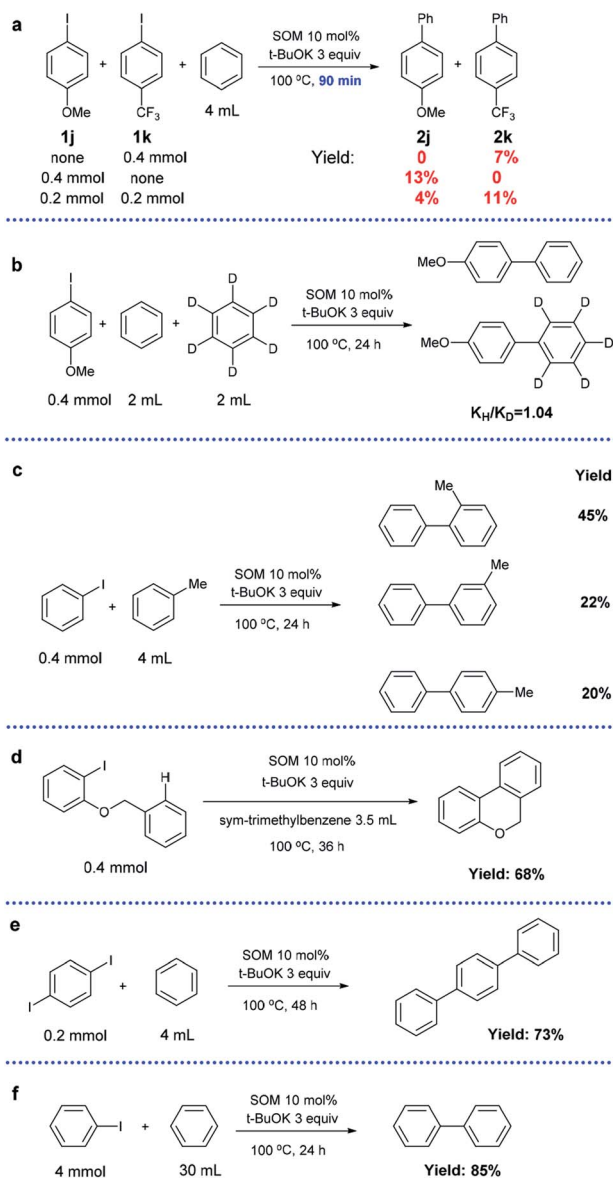 a
I
I
Ph
Ph
SOM 10 mol%
t-BuOK 3 equiv
100 ºC, 90 min
+
+
+
OMe
CF3
4 mL
OMe
CF3
1j
1k
2j
2k
none
0.4 mmol
Yield:
0
7%
0.4 mmol
none
13%
0
0.2 mmol
0.2 mmol
4%
11%
b
I
D
D
D
D
D
D
+
+
OMe
SOM 10 mol%
t-BuOK 3 equiv
100 ºC, 24 h
MeO
MeO
D
D
D
D
D
0.4 mmol
2 mL
2 mL
KH/KD=1.04
c
Yield
Me
45%
I
+
Me
SOM 10 mol%
t-BuOK 3 equiv
100 ºC, 24 h
Me
22%
0.4 mmol
4 mL
Me
20%
d
I
H
O
SOM 10 mol%
t-BuOK 3 equiv
sym-trimethylbenzene 3.5 mL
100 ºC, 36 h
O
0.4 mmol
Yield: 68%
e
I
I
+
SOM 10 mol%
t-BuOK 3 equiv
100 ºC, 48 h
0.2 mmol
4 mL
Yield: 73%
f
I
+
SOM 10 mol%
t-BuOK 3 equiv
100 ºC, 24 h
4 mmol
30 mL
Yield: 85%